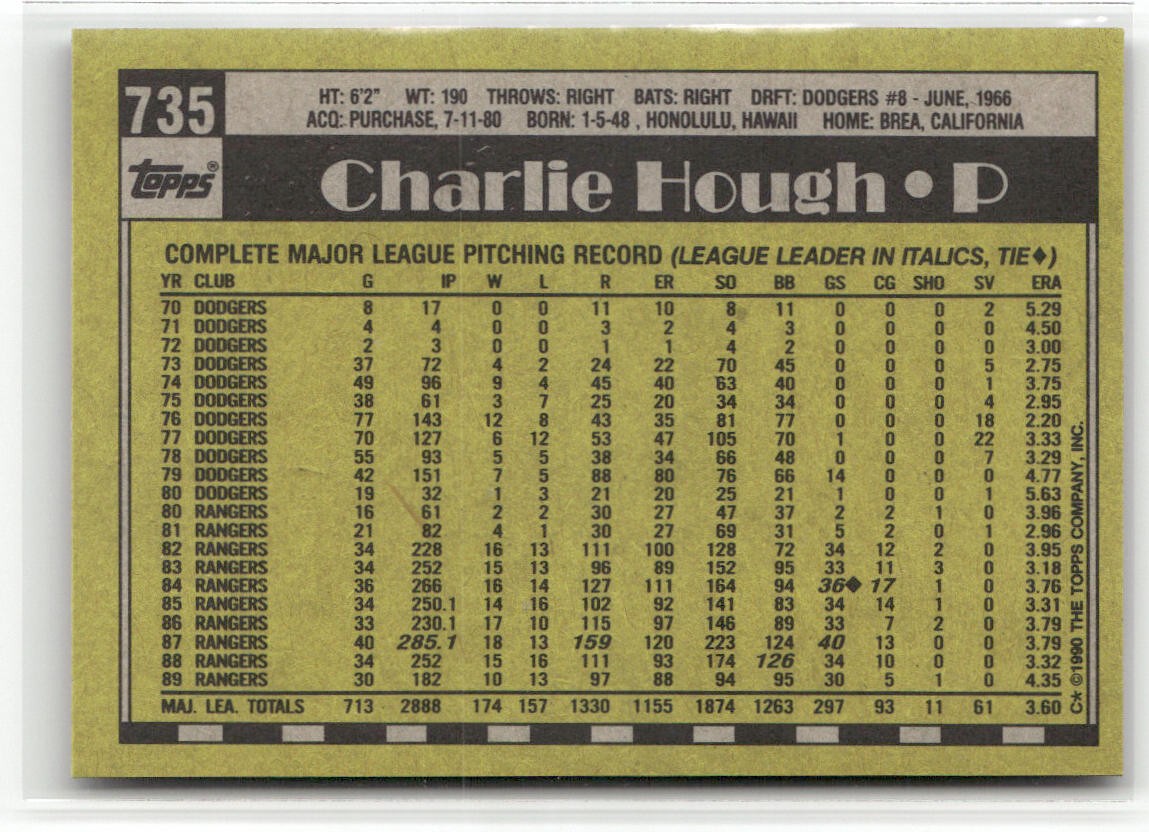 735
HT: 6'2" WT: 190 THROWS: RIGHT BATS: RIGHT DRFT: DODGERS #8 - JUNE, 1966
ACQ: PURCHASE, 7-11-80 BORN: 1-5-48 , HONOLULU, HAWAII HOME: BREA, CALIFORNIA
Topps®
Charlie Hough • P
COMPLETE MAJOR LEAGUE PITCHING RECORD (LEAGUE LEADER IN ITALICS, TIE♦)
YR CLUB G IP W L R ER SO BB GS CG SHO SV ERA
70 DODGERS 8 17 0 0 11 10 8 11 0 0 0 2 5.29
71 DODGERS 4 4 0 0 3 2 4 3 0 0 0 0 4.50
72 DODGERS 2 3 0 0 1 1 4 2 0 0 0 0 3.00
73 DODGERS 37 72 4 2 24 22 70 45 0 0 0 5 2.75
74 DODGERS 49 96 9 4 45 40 63 40 0 0 0 1 3.75
75 DODGERS 38 61 3 7 25 20 34 34 0 0 0 4 2.95
76 DODGERS 77 143 12 8 43 35 81 77 0 0 0 18 2.20
77 DODGERS 70 127 6 12 53 47 105 70 1 0 0 22 3.33
78 DODGERS 55 93 5 5 38 34 66 48 0 0 0 7 3.29
79 DODGERS 42 151 7 5 88 80 76 66 14 0 0 0 4.77
80 DODGERS 19 32 1 3 21 20 25 21 1 0 0 1 5.63
80 RANGERS 16 61 2 2 30 27 47 37 2 2 1 0 3.96
81 RANGERS 21 82 4 1 30 27 69 31 5 2 0 1 2.96
82 RANGERS 34 228 16 13 111 100 128 72 34 12 2 0 3.95
83 RANGERS 34 252 15 13 96 89 152 95 33 11 3 0 3.18
84 RANGERS 36 266 16 14 127 111 164 94 36♦ 17 1 0 3.76
85 RANGERS 34 250.1 14 16 102 92 141 83 34 14 1 0 3.31
86 RANGERS 33 230.1 17 10 115 97 146 89 33 7 2 0 3.79
87 RANGERS 40 285.1 18 13 159 120 223 124 40 13 0 0 3.79
88 RANGERS 34 252 15 16 111 93 174 126 34 10 0 0 3.32
89 RANGERS 30 182 10 13 97 88 94 95 30 5 1 0 4.35
MAJ. LEA. TOTALS 713 2888 174 157 1330 1155 1874 1263 297 93 11 61 3.60
C* ©1990 THE TOPPS COMPANY, INC.